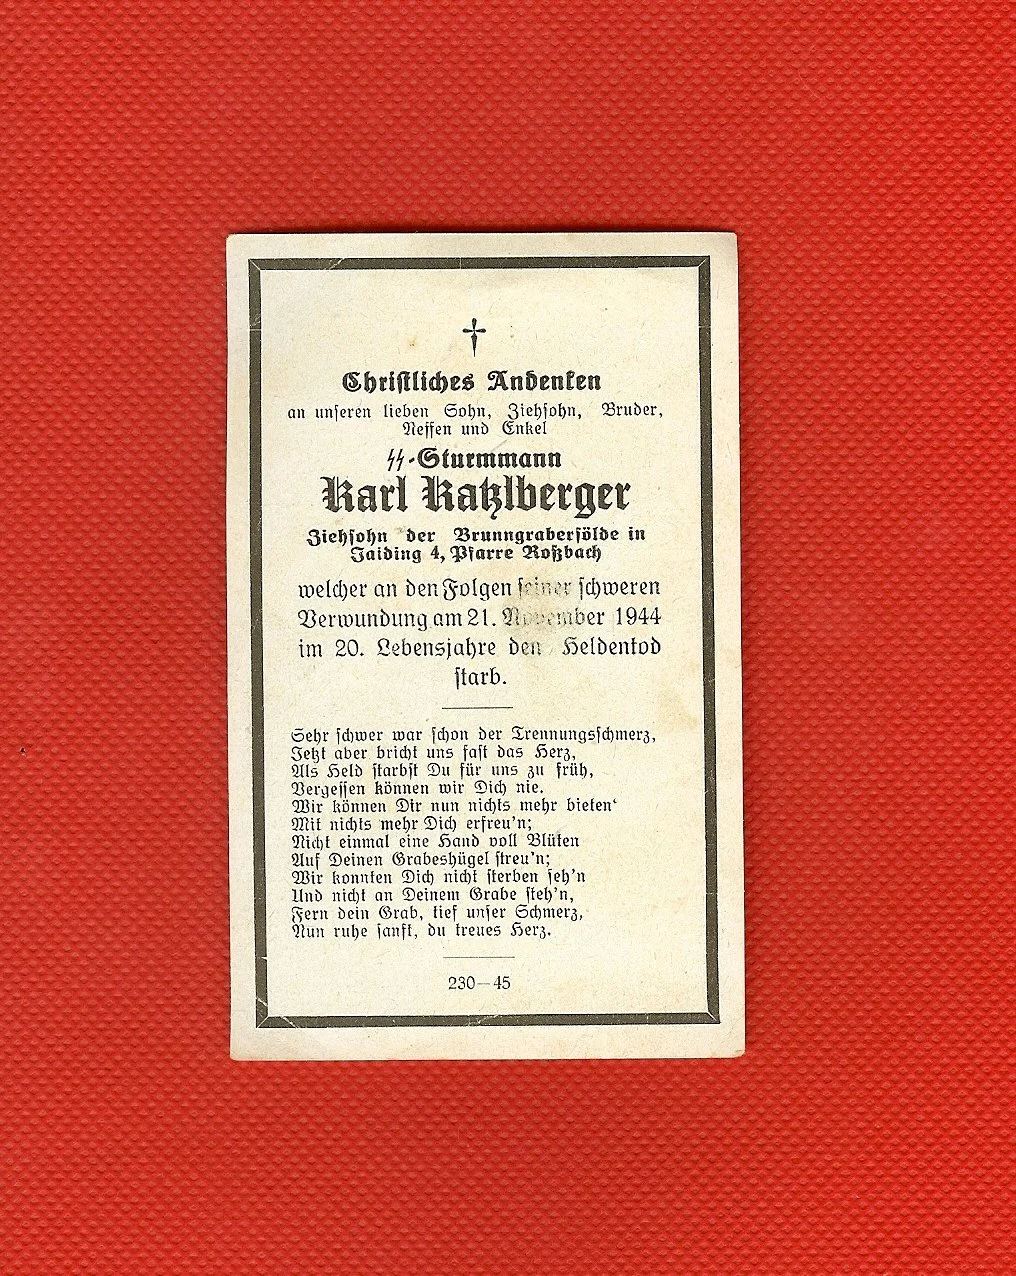 Christliches Andenken
an unseren lieben Sohn, Ziehsohn, Bruder,
Neffen und Enkel
ϟϟ-Sturmmann
Karl Katzlberger
Ziehsohn der Brunngrabersölde in
Jaiding 4, Pfarre Roßbach
welcher an den Folgen seiner schweren
Verwundung am 21. November 1944
im 20. Lebensjahre den Heldentod
starb.
Sehr schwer war schon der Trennungsschmerz,
Jetzt aber bricht uns fast das Herz,
Als Held starbst Du für uns zu früh,
Vergessen können wir Dich nie.
Wir können Dir nun nichts mehr bieten‘
Mit nichts mehr Dich erfreu'n;
Nicht einmal eine Hand voll Blüten
Auf Deinen Grabeshügel streu'n;
Wir konnten Dich nicht sterben seh'n
Und nicht an Deinem Grabe steh'n,
Fern dein Grab, tief unser Schmerz,
Nun ruhe sanft, du treues Herz.
230—45